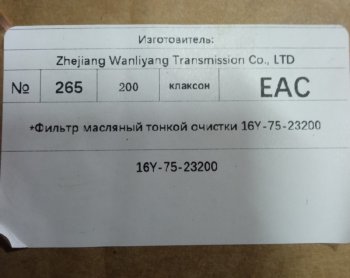 Изготовитель:
Zhejiang Wanliyang Transmission Co., LTD
№ 265 200 клаксон EAC
*Фильтр масляный тонкой очистки 16Y-75-23200
16Y-75-23200